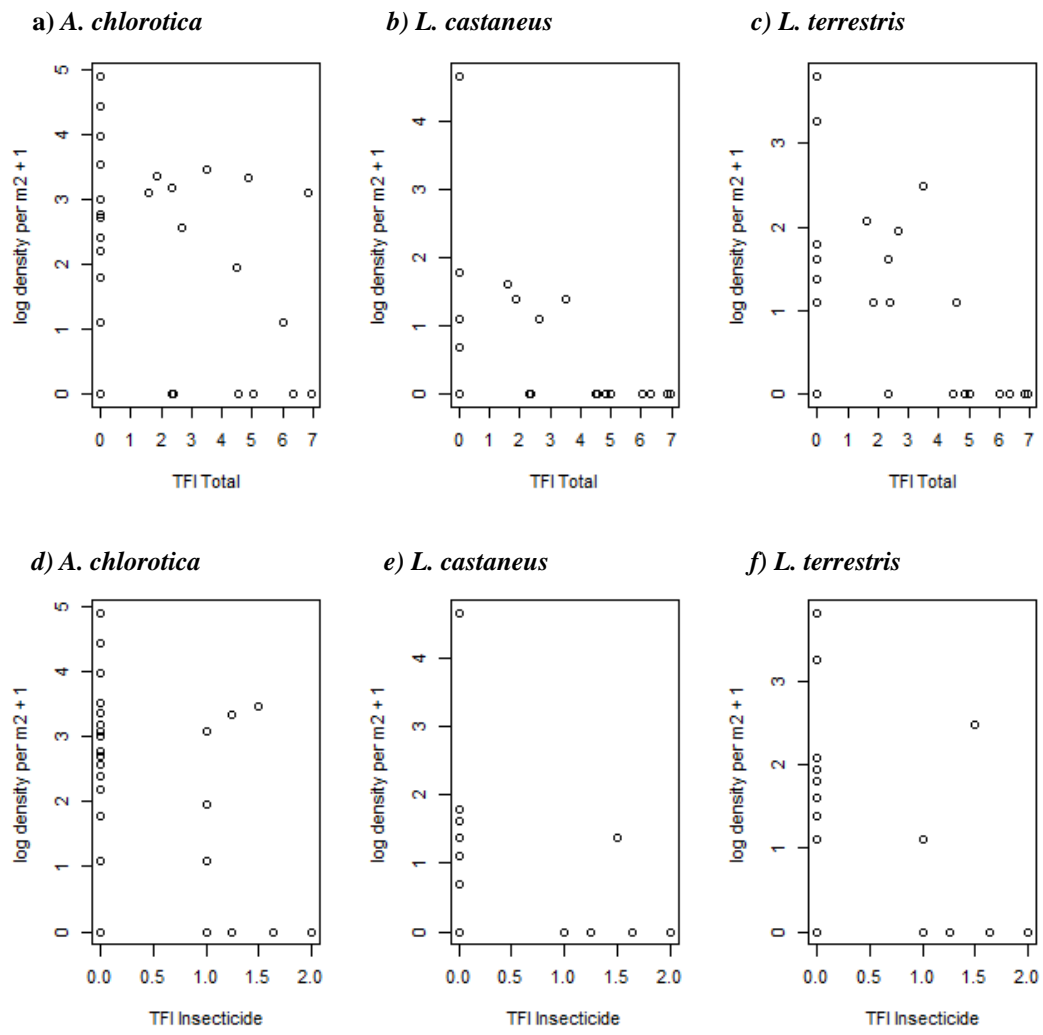 a) A. chlorotica
b) L. castaneus
c) L. terrestris
log density per m2 + 1
0 1 2 3 4 5
0 1 2 3 4 5 6 7
TFI Total
log density per m2 + 1
0 1 2 3 4
0 1 2 3 4 5 6 7
TFI Total
log density per m2 + 1
0 1 2 3
0 1 2 3 4 5 6 7
TFI Total
d) A. chlorotica
e) L. castaneus
f) L. terrestris
log density per m2 + 1
0 1 2 3 4 5
0.0 0.5 1.0 1.5 2.0
TFI Insecticide
log density per m2 + 1
0 1 2 3 4
0.0 0.5 1.0 1.5 2.0
TFI Insecticide
log density per m2 + 1
0 1 2 3
0.0 0.5 1.0 1.5 2.0
TFI Insecticide